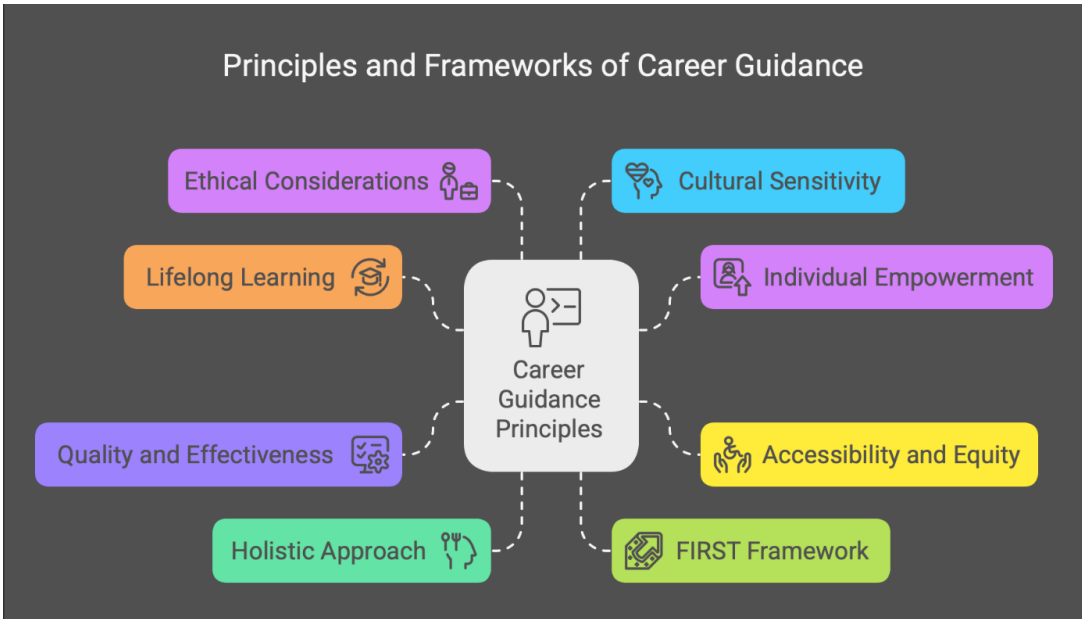 Principles and Frameworks of Career Guidance
Ethical Considerations
Cultural Sensitivity
Lifelong Learning
Individual Empowerment
Career
Guidance
Principles
Quality and Effectiveness
Accessibility and Equity
Holistic Approach
FIRST Framework